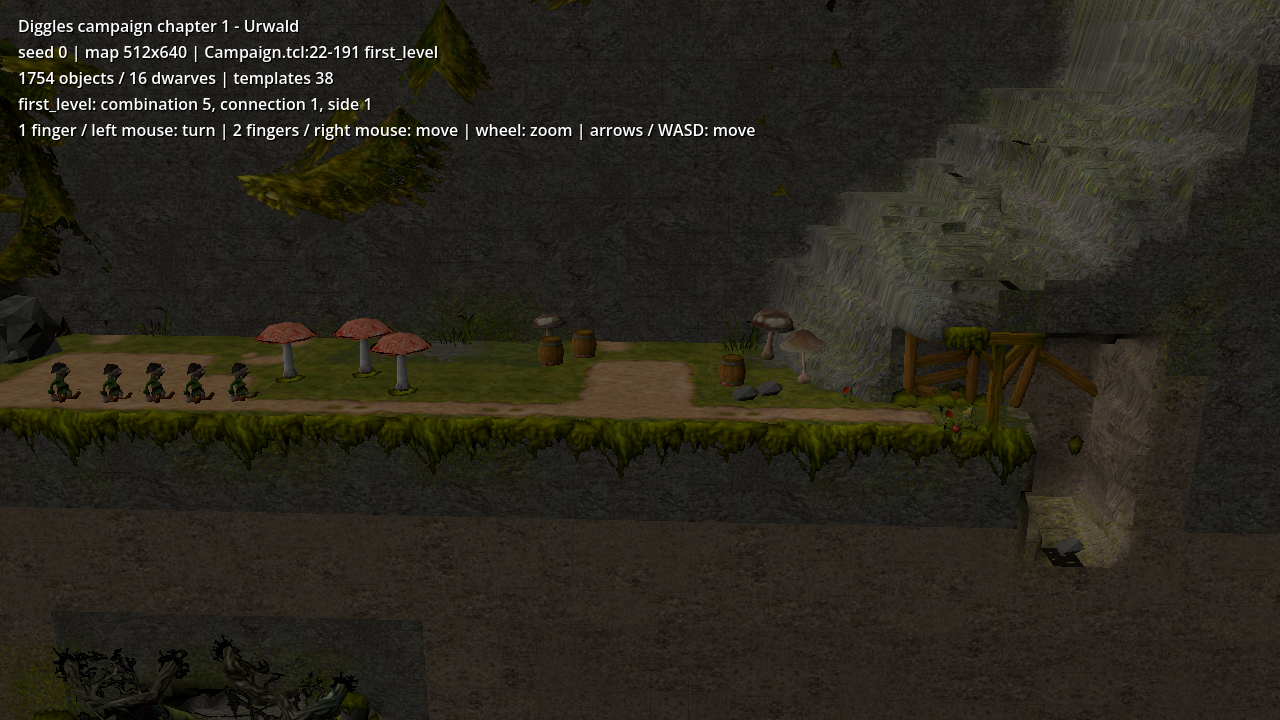 Diggles campaign chapter 1 - Urwald
seed 0 | map 512x640 | Campaign.tcl:22-191 first_level
1754 objects / 16 dwarves | templates 38
first_level: combination 5, connection 1, side 1
1 finger / left mouse: turn | 2 fingers / right mouse: move | wheel: zoom | arrows / WASD: move